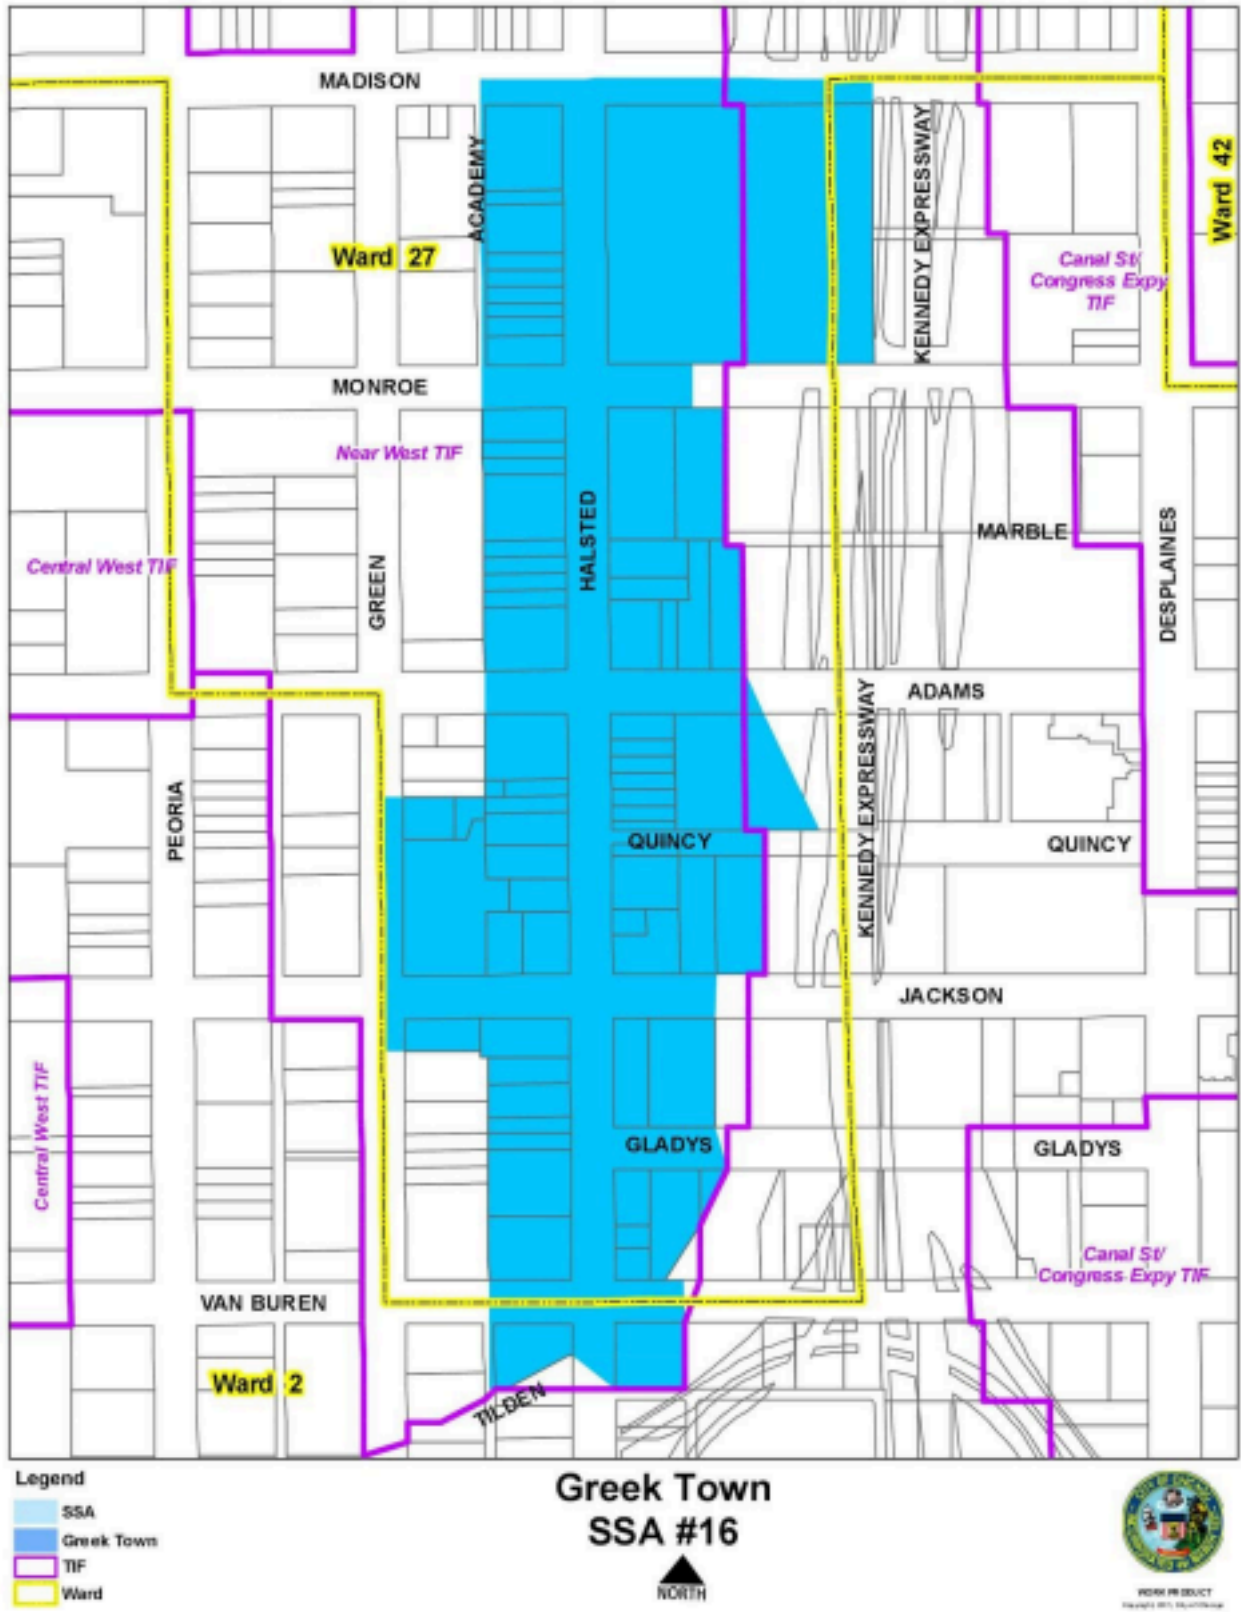 MADISON
ACADEMY
KENNEDY EXPRESSWAY
Ward 42
Ward 27
Canal St/
Congress Expy
TIF
MONROE
Near West TIF
HALSTED
MARBLE
DESPLAINES
Central West TIF
GREEN
ADAMS
KENNEDY EXPRESSWAY
PEORIA
QUINCY
QUINCY
JACKSON
Central West TIF
GLADYS
GLADYS
Canal St/
Congress Expy TIF
VAN BUREN
Ward 2
TILDEN
Legend
SSA
Greek Town
TIF
Ward
Greek Town
SSA #16
NORTH
WORK PRODUCT